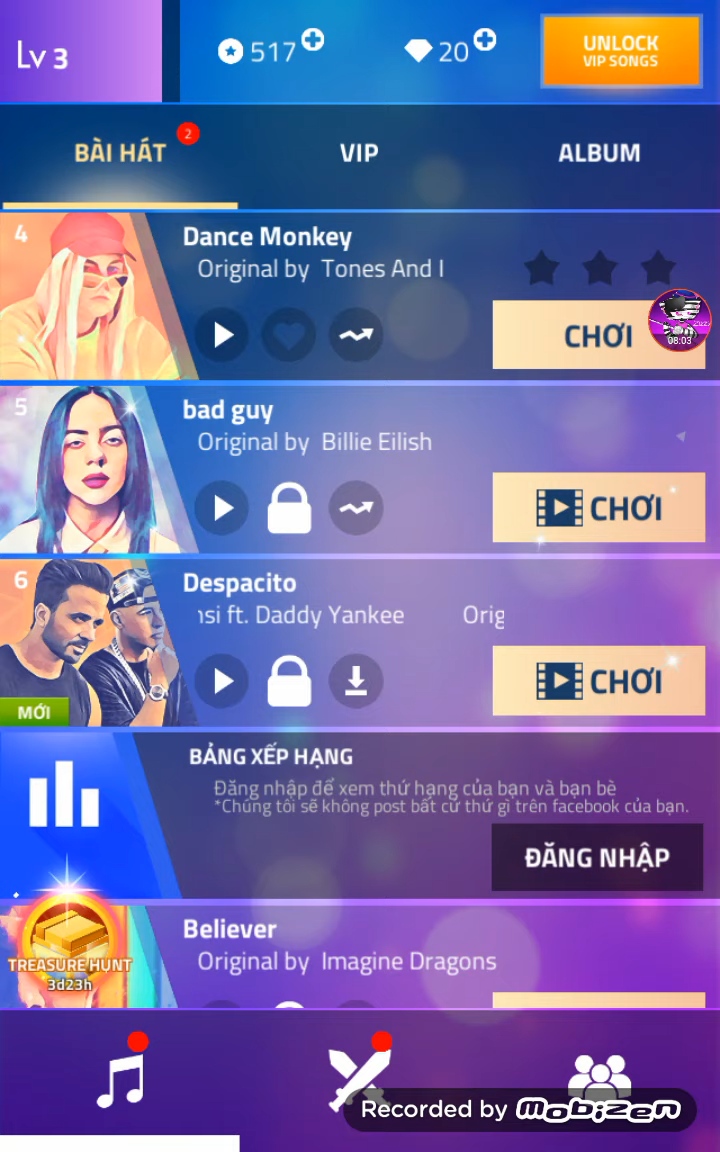 Lv 3
517
20
UNLOCK
VIP SONGS
BÀI HÁT
2
VIP
ALBUM
4
Dance Monkey
Original by Tones And I
CHƠI
08:03
5
bad guy
Original by Billie Eilish
CHƠI
6
Despacito
nsi ft. Daddy Yankee Orig
CHƠI
MỚI
BẢNG XẾP HẠNG
Đăng nhập để xem thứ hạng của bạn và bạn bè
*Chúng tôi sẽ không post bất cứ thứ gì trên facebook của bạn.
ĐĂNG NHẬP
Believer
Original by Imagine Dragons
TREASURE HUNT
3d23h
Recorded by mobizen